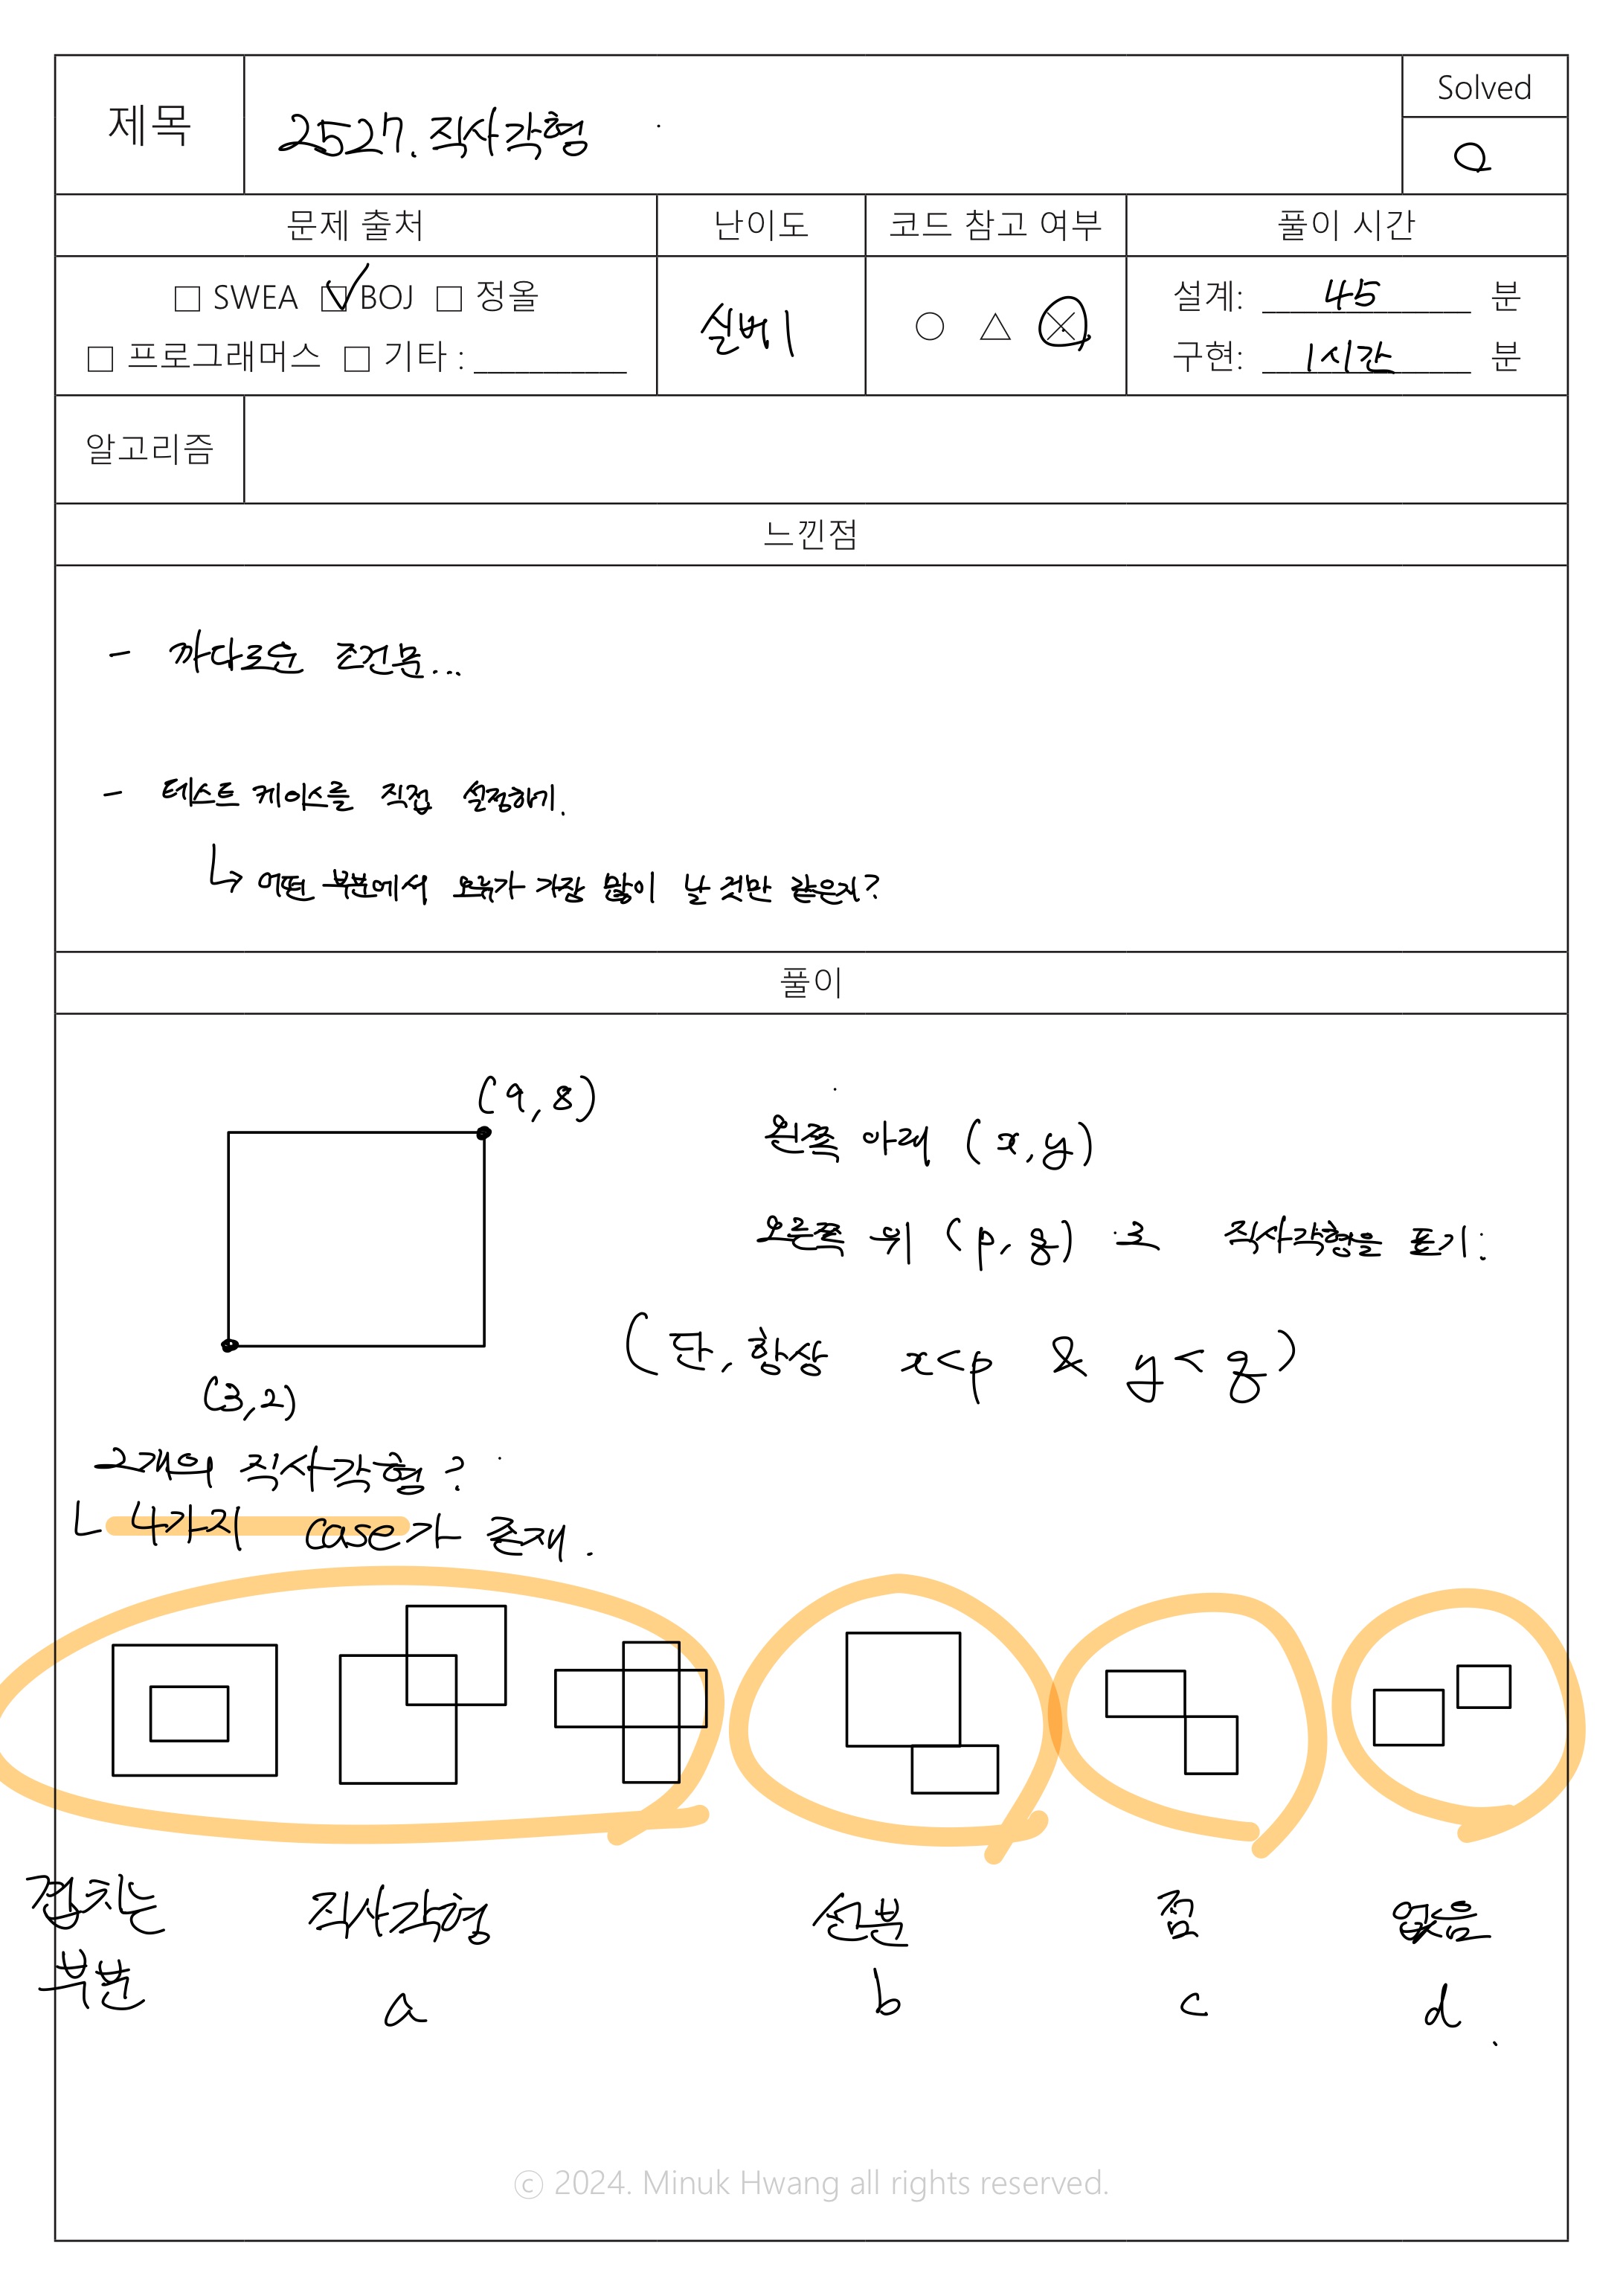 제목
2527. 직사각형
Solved
O
문제 출처
난이도
코드 참고 여부
풀이 시간
□ SWEA ☑ BOJ □ 정올
□ 프로그래머스 □ 기타 : __________
실버 1
○ △ ⓧ
설계: 45 분
구현: 1시간 분
알고리즘
느낀점
- 까다로운 조건문...
- 테스트 케이스를 직접 설정하기.
↳ 어떤 부분에서 오류가 가장 많이 날 것만 같은지?
풀이
(9, 8)
(3, 2)
왼쪽 아래 (x, y)
오른쪽 위 (p, q) 로 직사각형을 표기.
(단, 항상 x<p & y<q)
2개의 직사각형?
ㄴ 4가지 case가 존재.
겹치는 부분
직사각형
선분
점
없음
a
b
c
d
ⓒ 2024. Minuk Hwang all rights reserved.